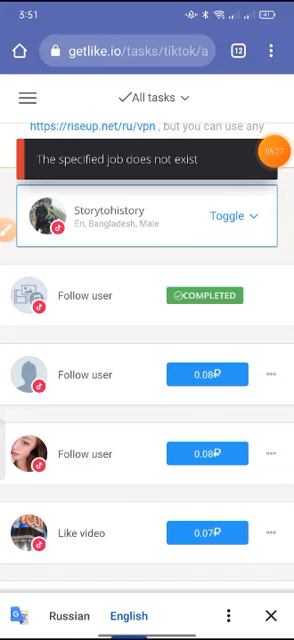 3:51
41
getlike.io/tasks/tiktok/a
12
All tasks
https://riseup.net/ru/vpn , but you can use any
The specified job does not exist
06:27
Storytohistory
En, Bangladesh, Male
Toggle
Follow user
COMPLETED
Follow user
0.08₽
Follow user
0.08₽
Like video
0.07₽
Russian
English